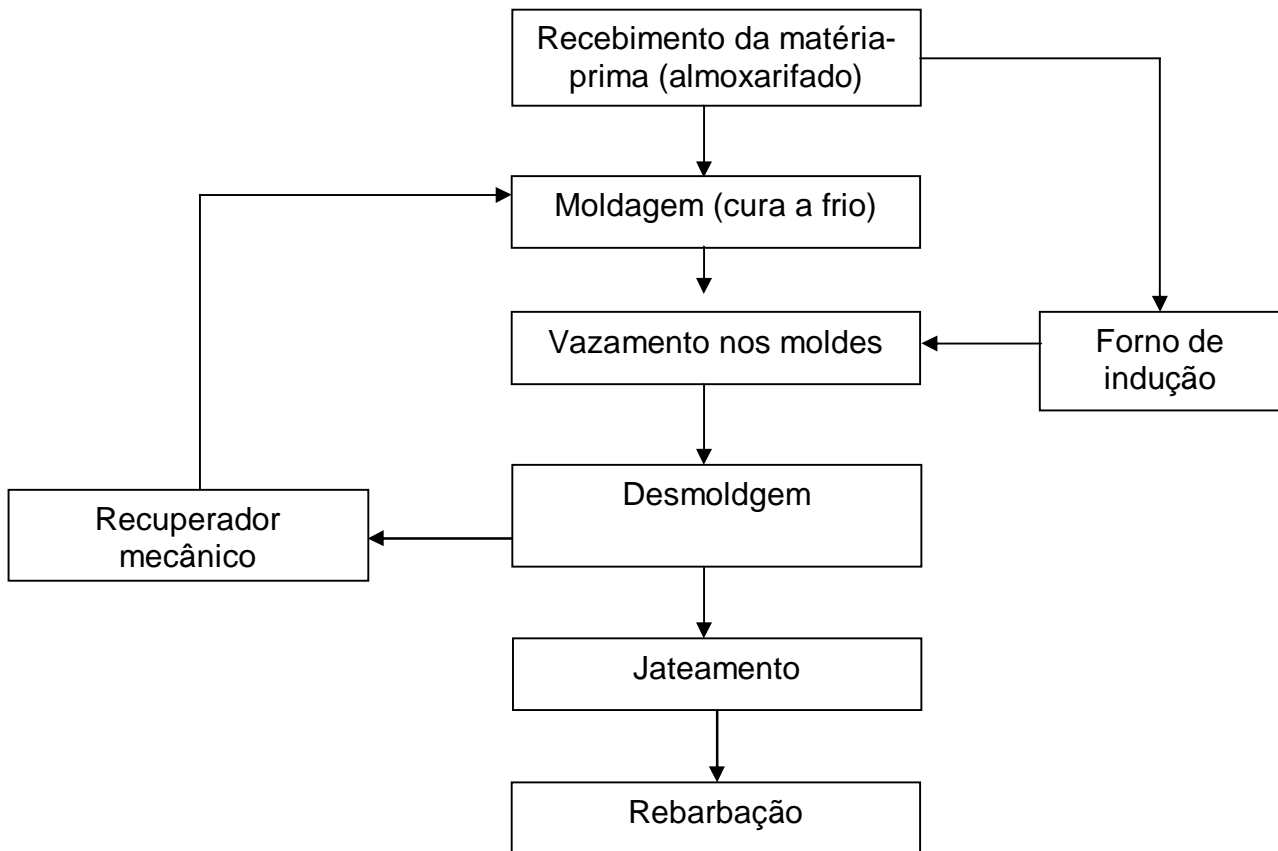 Recebimento da matéria-
prima (almoxarifado)
Moldagem (cura a frio)
Vazamento nos moldes
Forno de
indução
Desmoldgem
Recuperador
mecânico
Jateamento
Rebarbação